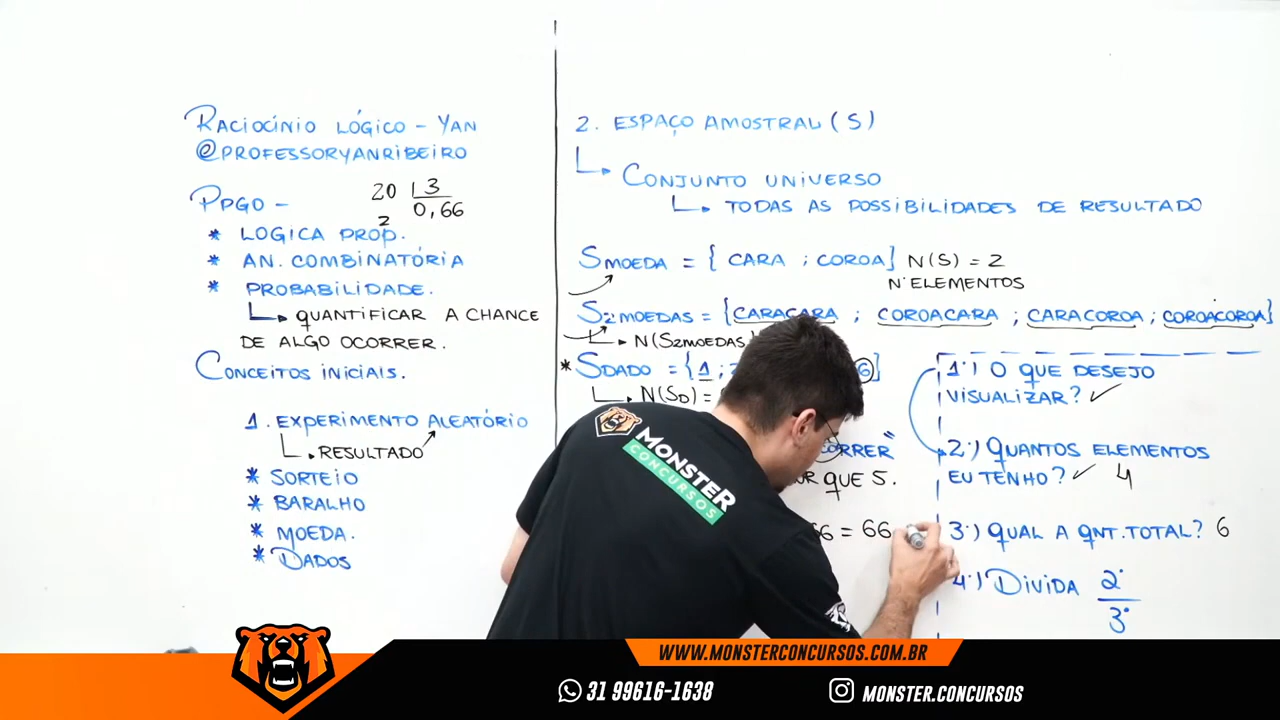 RACIOCÍNIO LÓGICO - YAN
@PROFESSORYANRIBEIRO
PPGO -
20 3
2 0,66
* LOGICA PROP.
* AN. COMBINATÓRIA
* PROBABILIDADE.
QUANTIFICAR A CHANCE
DE ALGO OCORRER.
CONCEITOS INICIAIS.
1. EXPERIMENTO ALEATÓRIO
RESULTADO
* SORTEIO
* BARALHO
* MOEDA.
* DADOS
2. ESPAÇO AMOSTRAL (S)
CONJUNTO UNIVERSO
TODAS AS POSSIBILIDADES DE RESULTADO
SMOEDA = { CARA ; COROA} N(S) = 2
N° ELEMENTOS
S2MOEDAS = {CARACARA ; COROACARA ; CARACOROA ; COROACOROA}
N(S2MOEDAS
* SDADO = {1 ; 6}
N(SD) =
QUE 5.
= 66
1°) O QUE DESEJO
VISUALIZAR? ✓
2°) QUANTOS ELEMENTOS
EU TENHO? ✓ 4
3°) QUAL A QNT. TOTAL? 6
4°) DIVIDA 2°
3°
MONSTER
CONCURSOS
WWW.MONSTERCONCURSOS.COM.BR
31 99616-1638
MONSTER.CONCURSOS